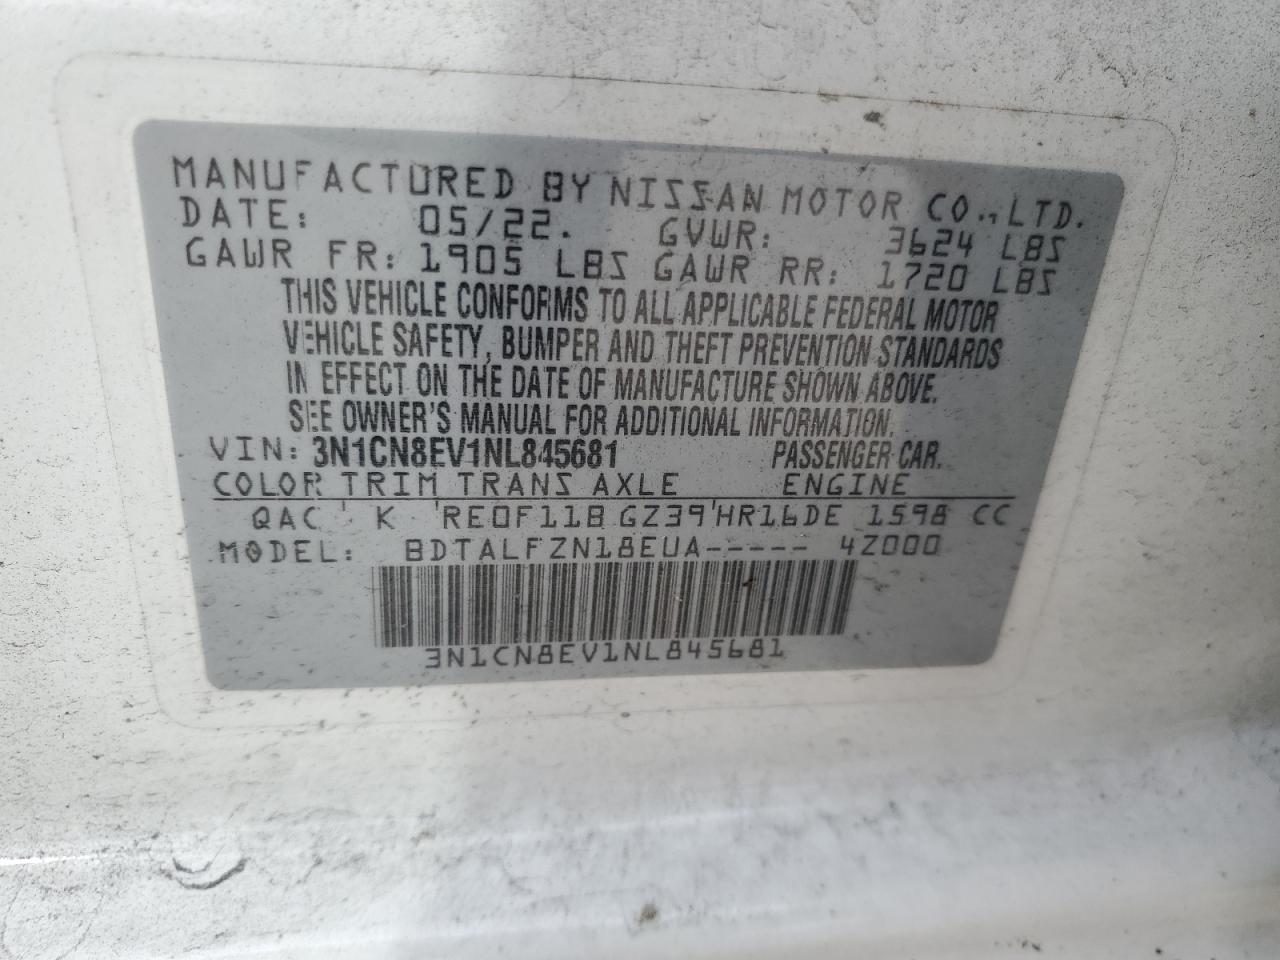 MANUFACTURED BY NISSAN MOTOR CO., LTD.
DATE: 05/22. GVWR: 3624 LBS
GAWR FR: 1905 LBS GAWR RR: 1720 LBS
THIS VEHICLE CONFORMS TO ALL APPLICABLE FEDERAL MOTOR
VEHICLE SAFETY, BUMPER AND THEFT PREVENTION STANDARDS
IN EFFECT ON THE DATE OF MANUFACTURE SHOWN ABOVE.
SEE OWNER'S MANUAL FOR ADDITIONAL INFORMATION.
VIN: 3N1CN8EV1NL845681 PASSENGER CAR.
COLOR TRIM TRANS AXLE ENGINE
QAC ' K 'RE0F11B GZ39'HR16DE 1598 CC
MODEL: BDTALFZN18EUA----- 4Z000
3N1CN8EV1NL845681